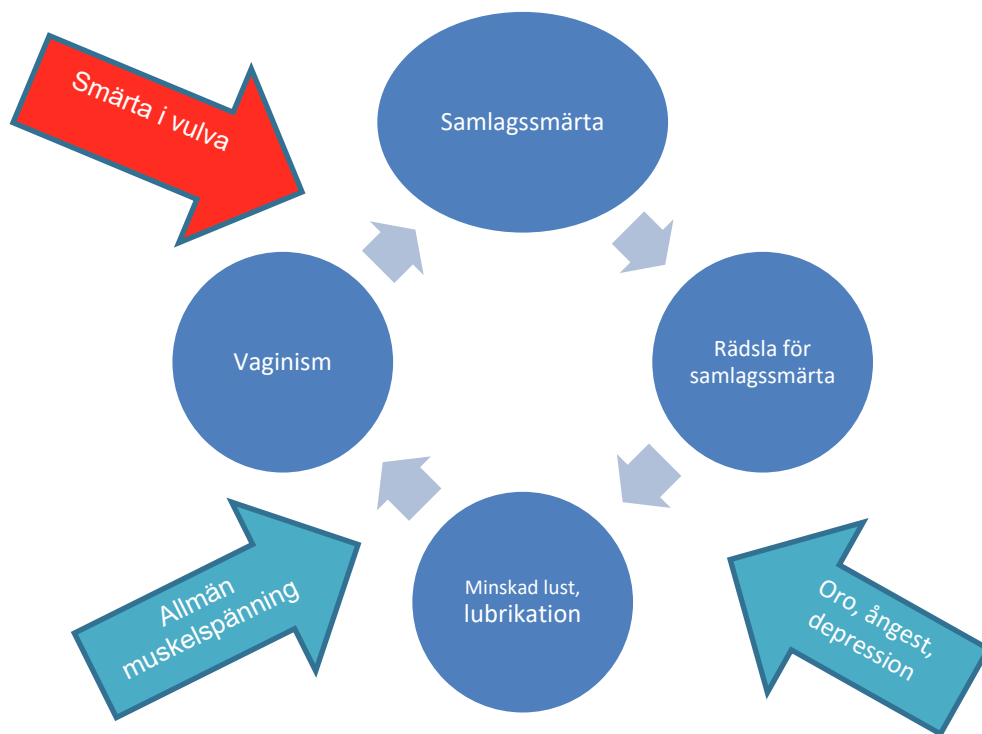 Smärta i vulva
Samlagssmärta
Vaginism
Rädsla för
samlagssmärta
Minskad lust,
lubrikation
Allmän
muskelspänning
Oro, ångest,
depression